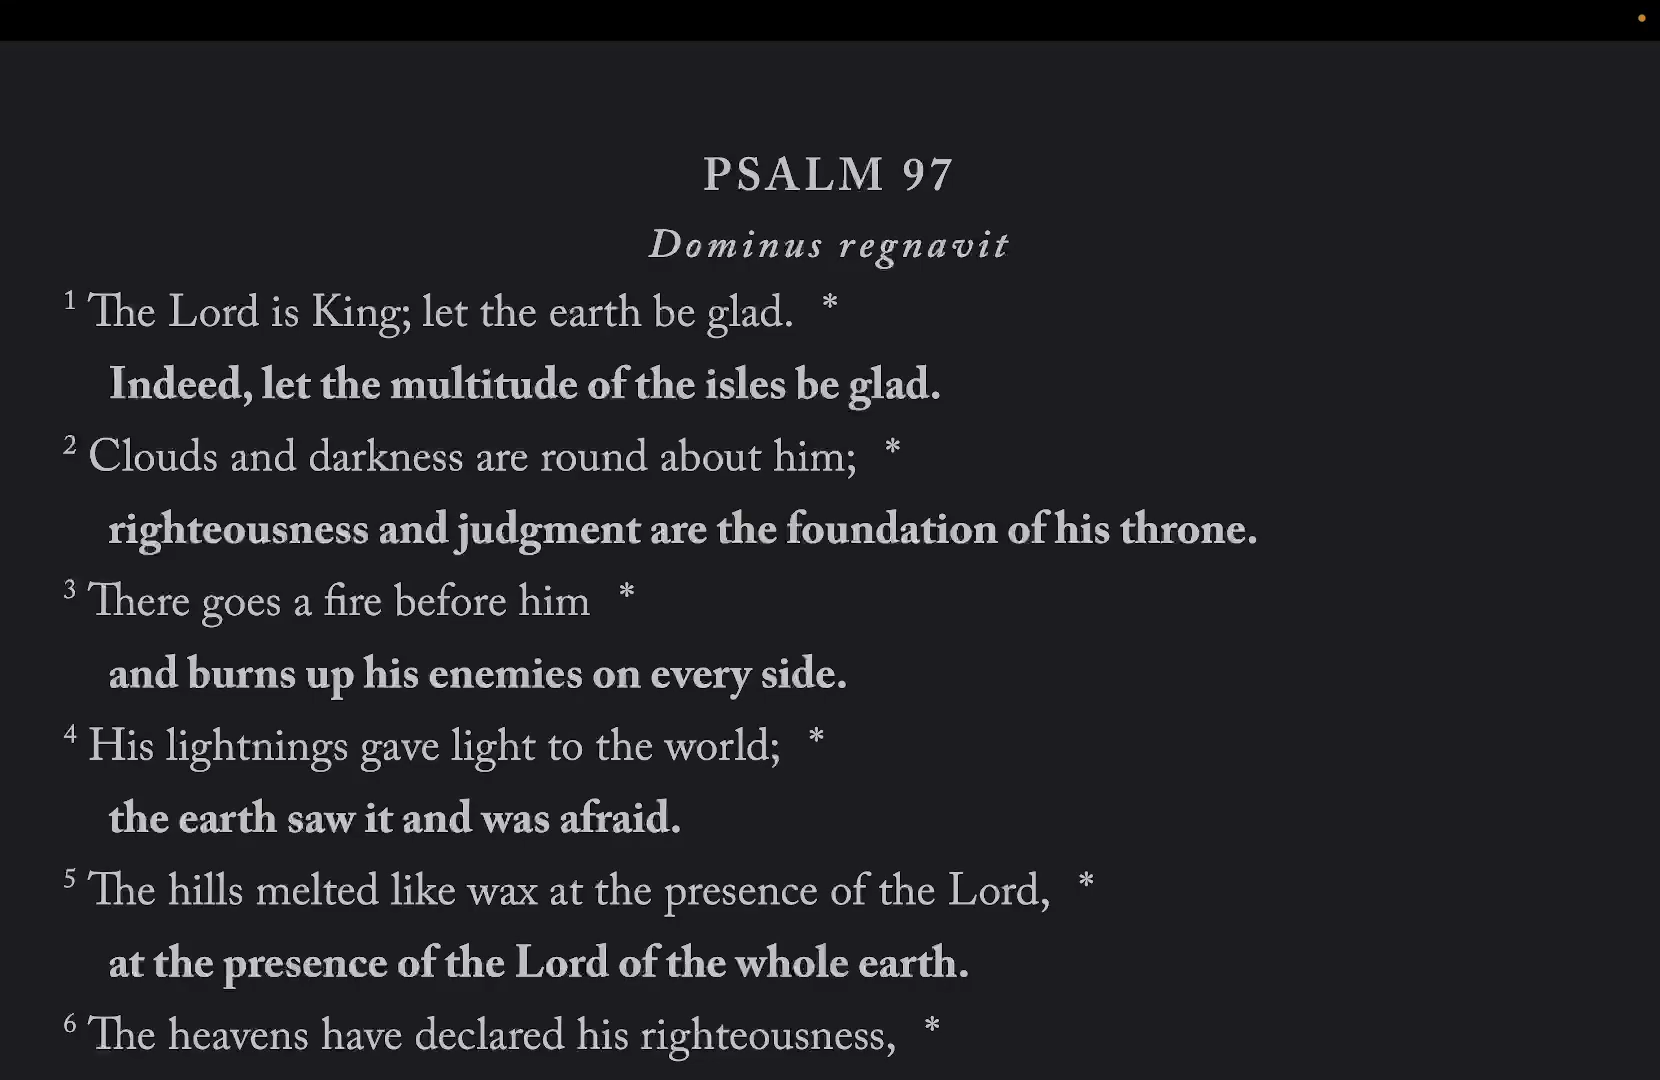 PSALM 97
Dominus regnavit
1 The Lord is King; let the earth be glad. *
Indeed, let the multitude of the isles be glad.
2 Clouds and darkness are round about him; *
righteousness and judgment are the foundation of his throne.
3 There goes a fire before him *
and burns up his enemies on every side.
4 His lightnings gave light to the world; *
the earth saw it and was afraid.
5 The hills melted like wax at the presence of the Lord, *
at the presence of the Lord of the whole earth.
6 The heavens have declared his righteousness, *